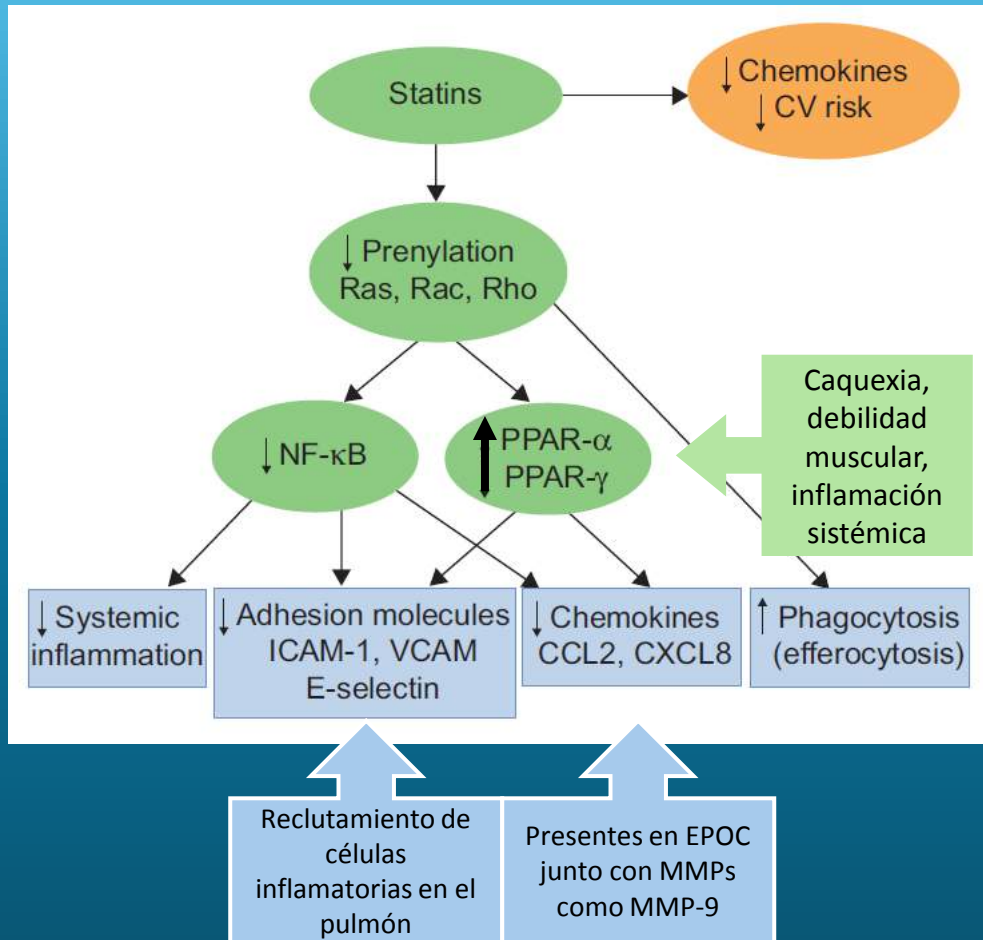 Statins
↓ Chemokines
↓ CV risk
↓ Prenylation
Ras, Rac, Rho
↓ NF-κB
↑ PPAR-α
PPAR-γ
Caquexia,
debilidad
muscular,
inflamación
sistémica
↓ Systemic
inflammation
↓ Adhesion molecules
ICAM-1, VCAM
E-selectin
↓ Chemokines
CCL2, CXCL8
↑ Phagocytosis
(efferocytosis)
Reclutamiento de
células
inflamatorias en el
pulmón
Presentes en EPOC
junto con MMPs
como MMP-9